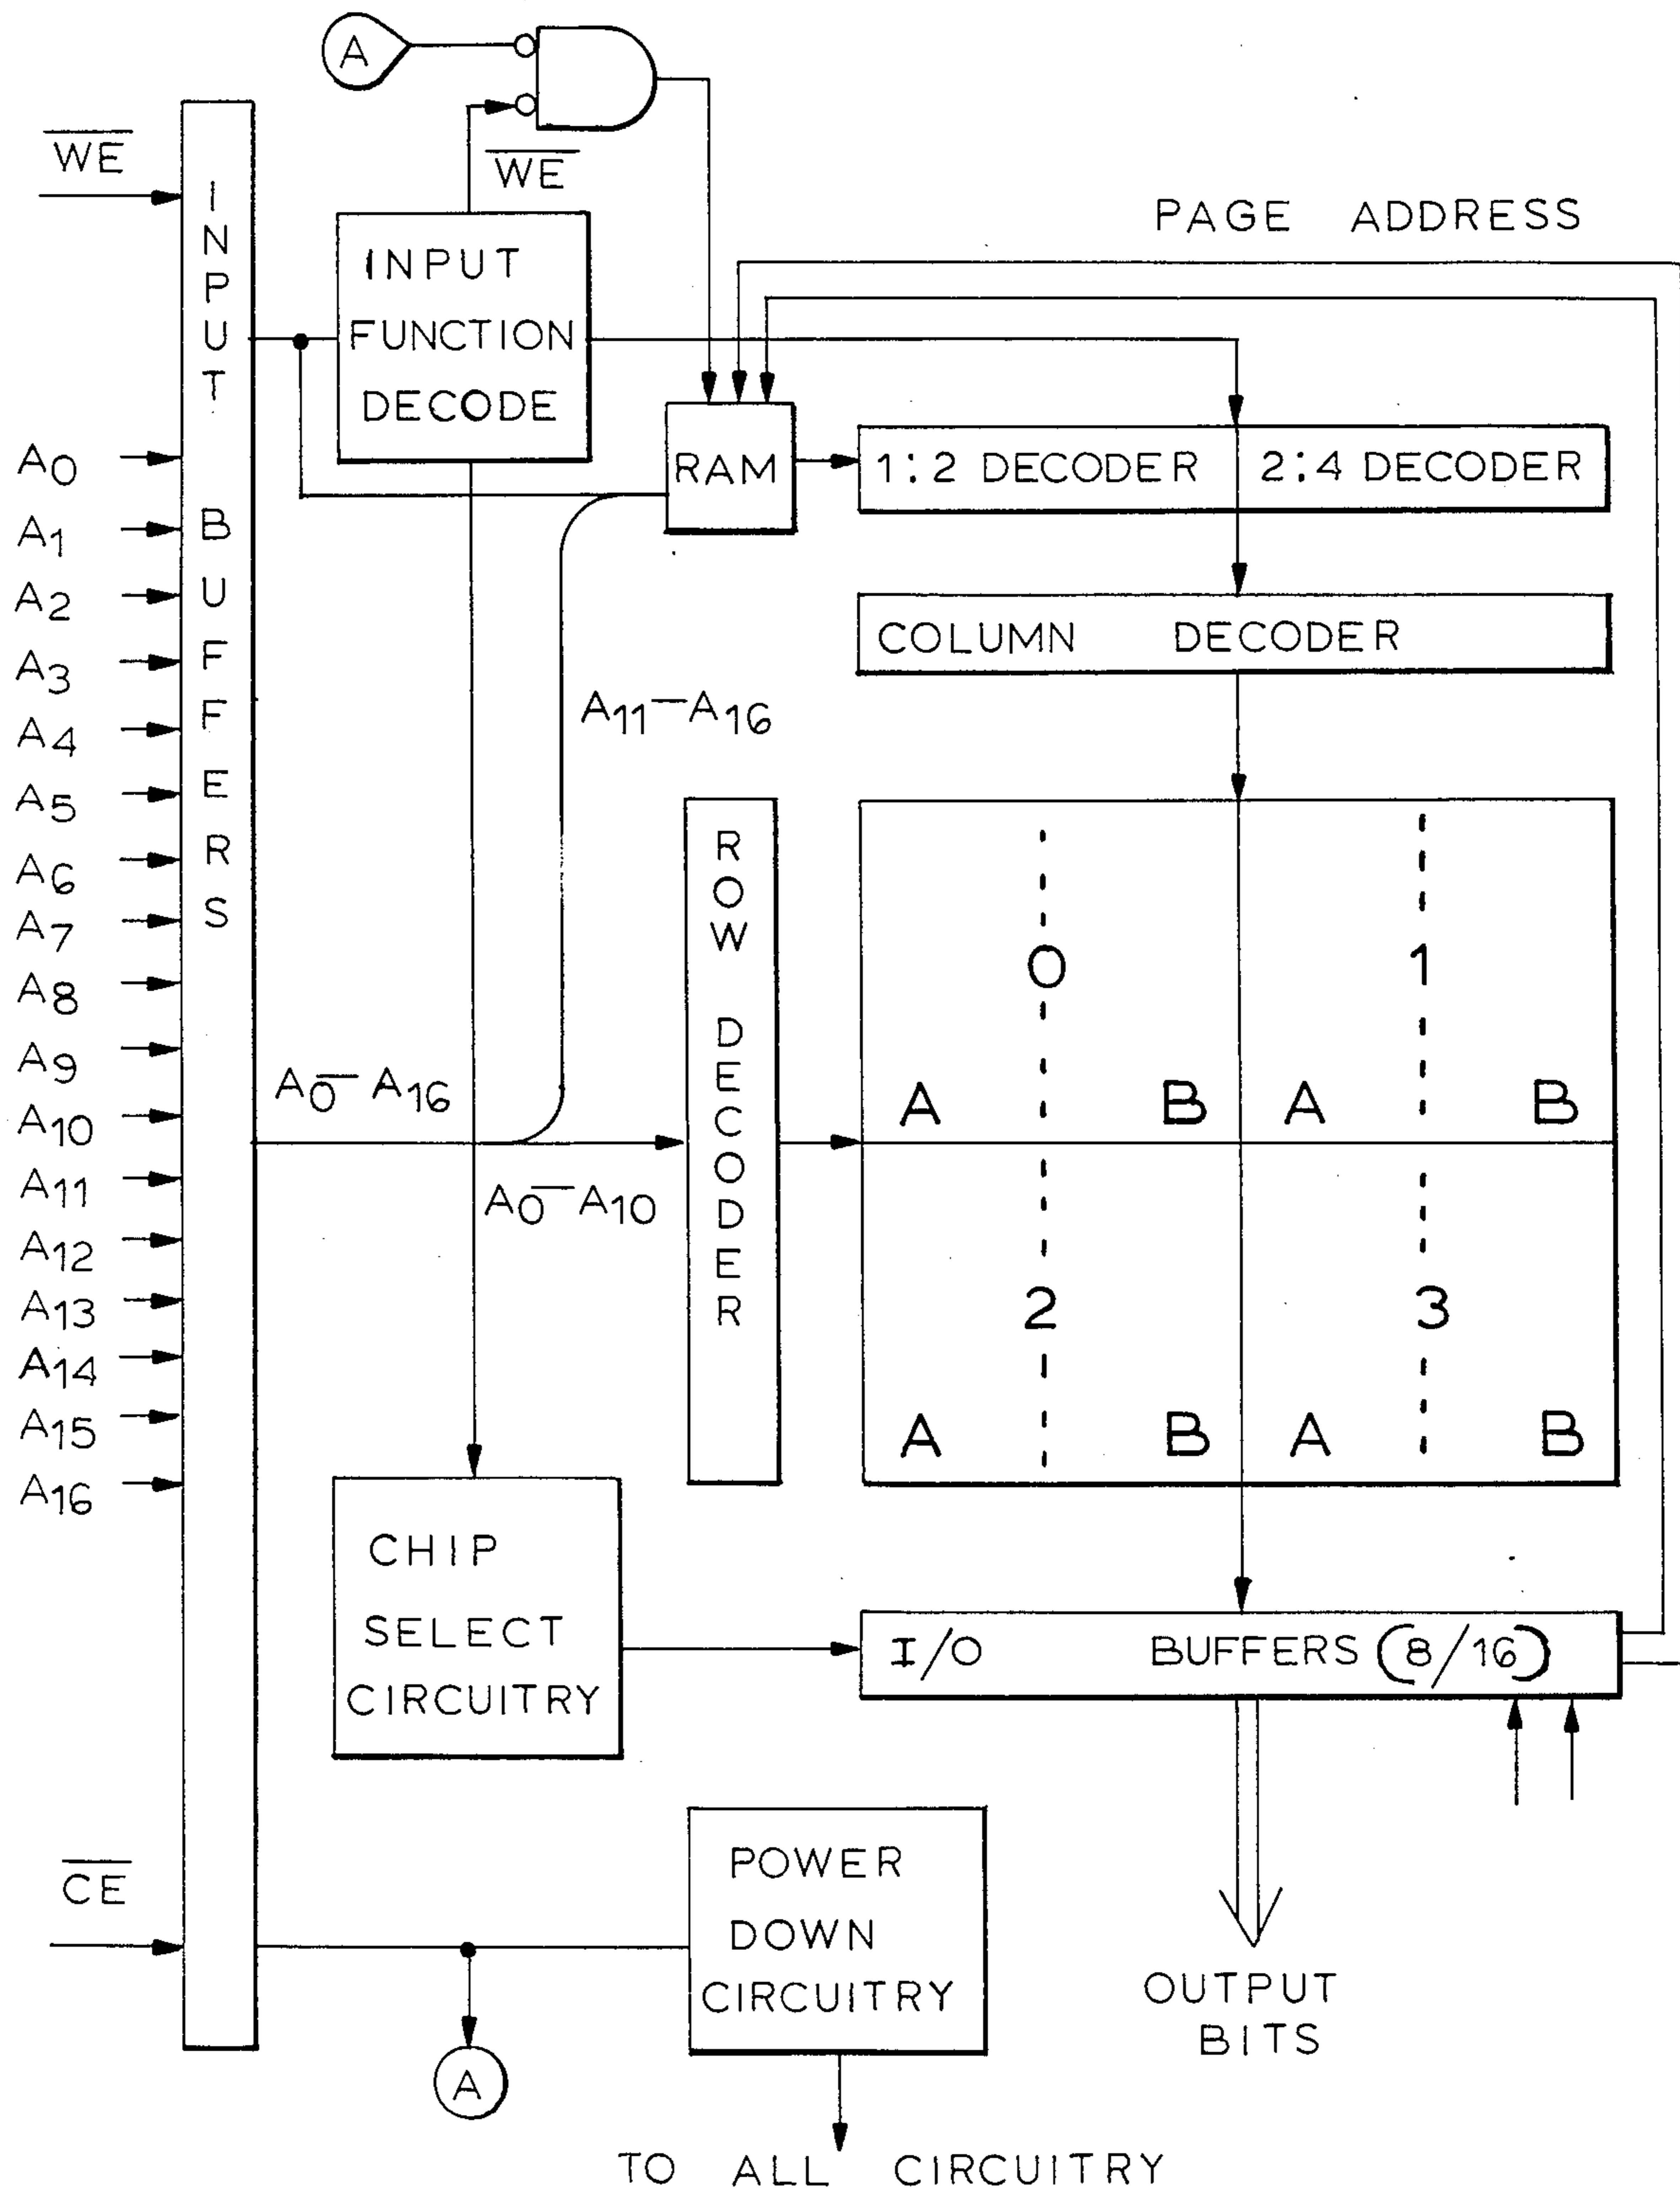 A
WE
WE
PAGE ADDRESS
INPUT BUFFERS
INPUT
FUNCTION
DECODE
RAM
1:2 DECODER 2:4 DECODER
COLUMN DECODER
A0
A1
A2
A3
A4
A5
A6
A7
A8
A9
A10
A11
A12
A13
A14
A15
A16
A11–A16
A0–A16
A0–A10
ROW DECODER
0
1
A B A B
2
3
A B A B
CHIP
SELECT
CIRCUITRY
I/O BUFFERS (8/16)
CE
POWER
DOWN
CIRCUITRY
A
OUTPUT
BITS
TO ALL CIRCUITRY